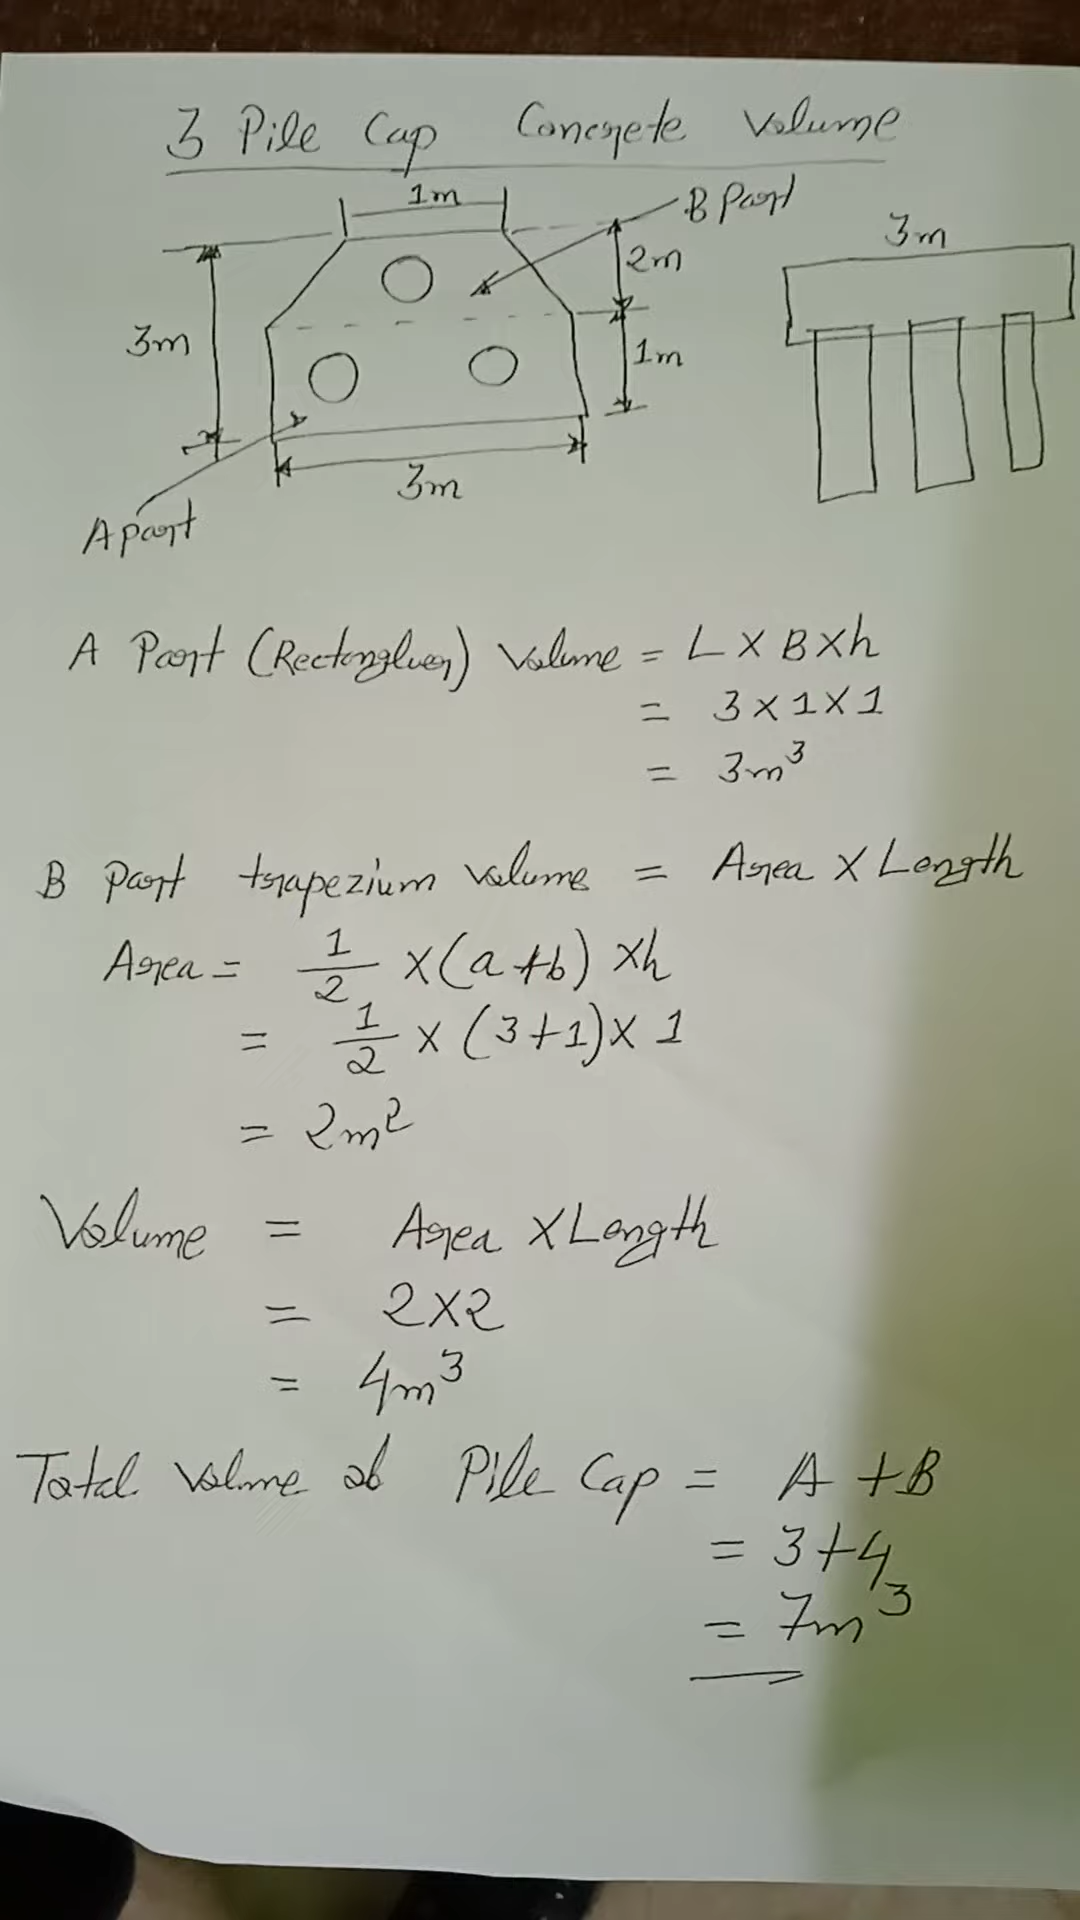 3 Pile Cap Concrete Volume
1m
B Part
3m
2m
3m
1m
3m
A part
A Part (Rectangluer) Volume = L X B X h
= 3 X 1 X 1
= 3m³
B Part trapezium Volume = Area X Length
Area = 1/2 X (a+b) X h
= 1/2 X (3+1) X 1
= 2m²
Volume = Area X Length
= 2X2
= 4m³
Total Volume of Pile Cap = A + B
= 3+4
= 7m³